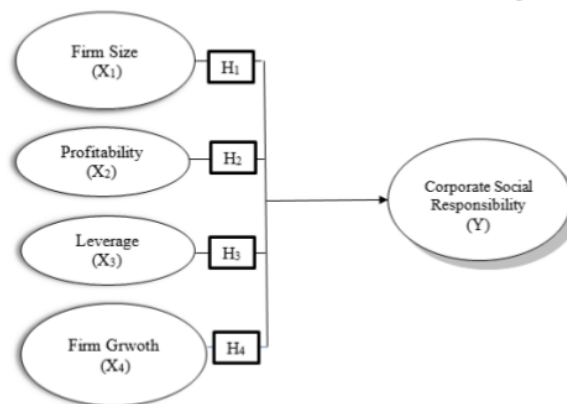 Firm Size
(X₁)
H₁
Profitability
(X₂)
H₂
Leverage
(X₃)
H₃
Firm Grwoth
(X₄)
H₄
Corporate Social
Responsibility
(Y)